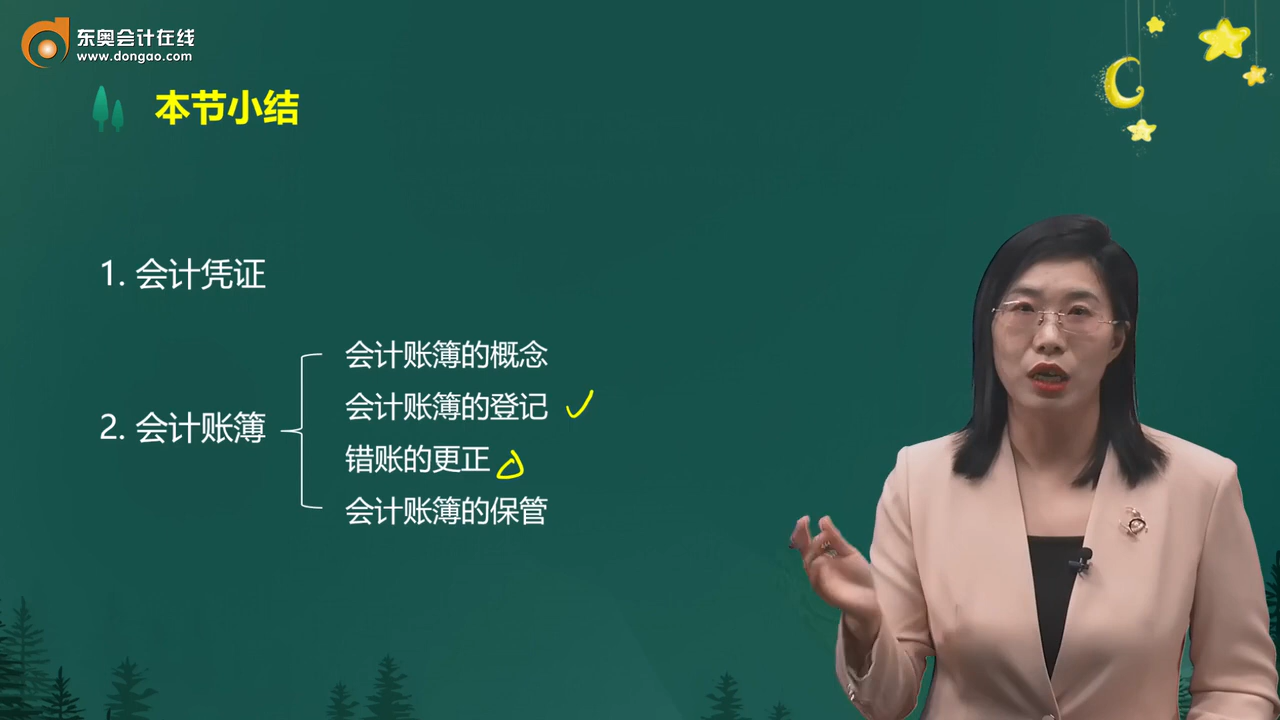 东奥会计在线
www.dongao.com
本节小结
1. 会计凭证
2. 会计账簿
会计账簿的概念
会计账簿的登记
错账的更正
会计账簿的保管